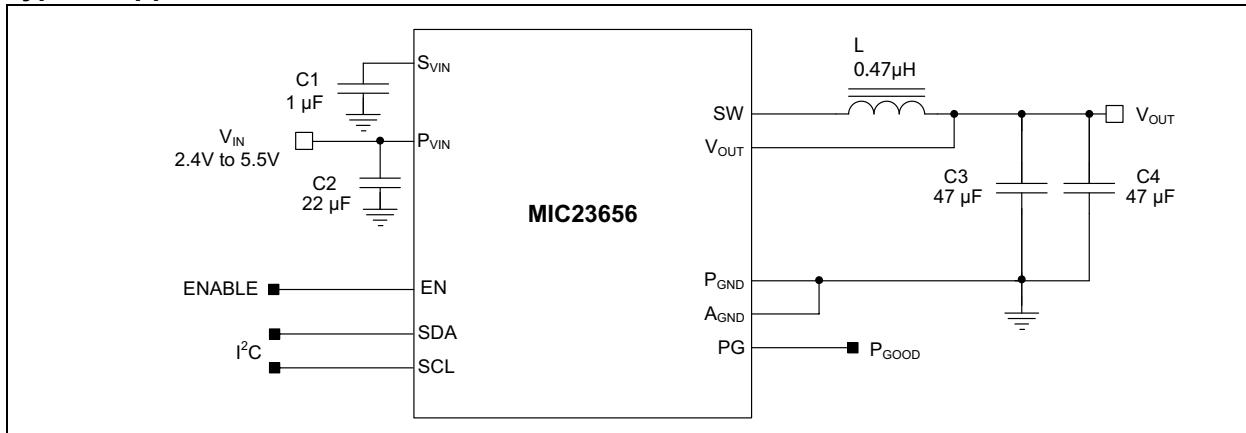 L
0.47µH
SVIN
C1
1 µF
SW
VIN
2.4V to 5.5V
PVIN
VOUT
VOUT
C2
22 µF
C3
47 µF
C4
47 µF
MIC23656
ENABLE
EN
PGND
AGND
SDA
I²C
SCL
PG
PGOOD